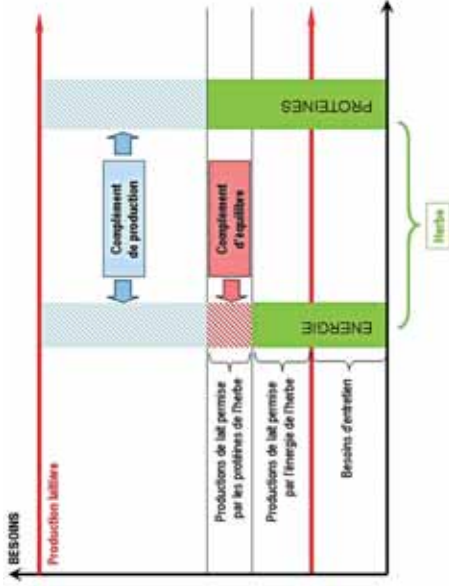 BESOINS
Production laitière
Complément
de production
Complément
d'équilibre
Productions de lait permise
par les protéines de l'herbe
Productions de lait permise
par l'énergie de l'herbe
Besoins d'entretien
ENERGIE
PROTEINES
Herbe